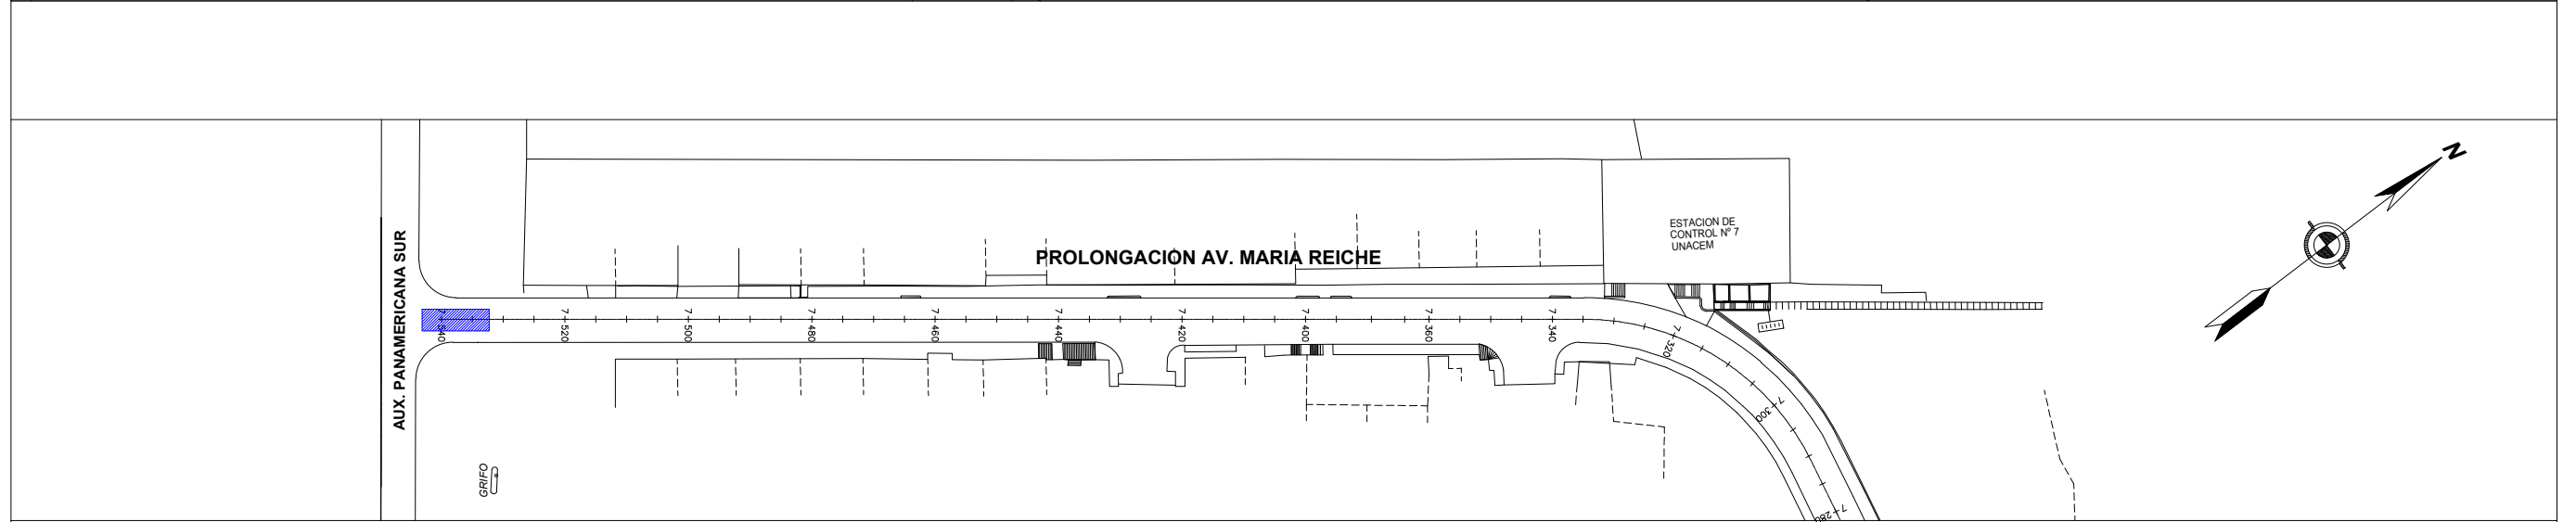 N
ESTACION DE
CONTROL Nº 7
UNACEM
PROLONGACION AV. MARIA REICHE
AUX. PANAMERICANA SUR
7 540
7 520
7 500
7 480
7 460
7 440
7 420
7 400
7 360
7 340
7 320
7 300
7 280
GRIFO